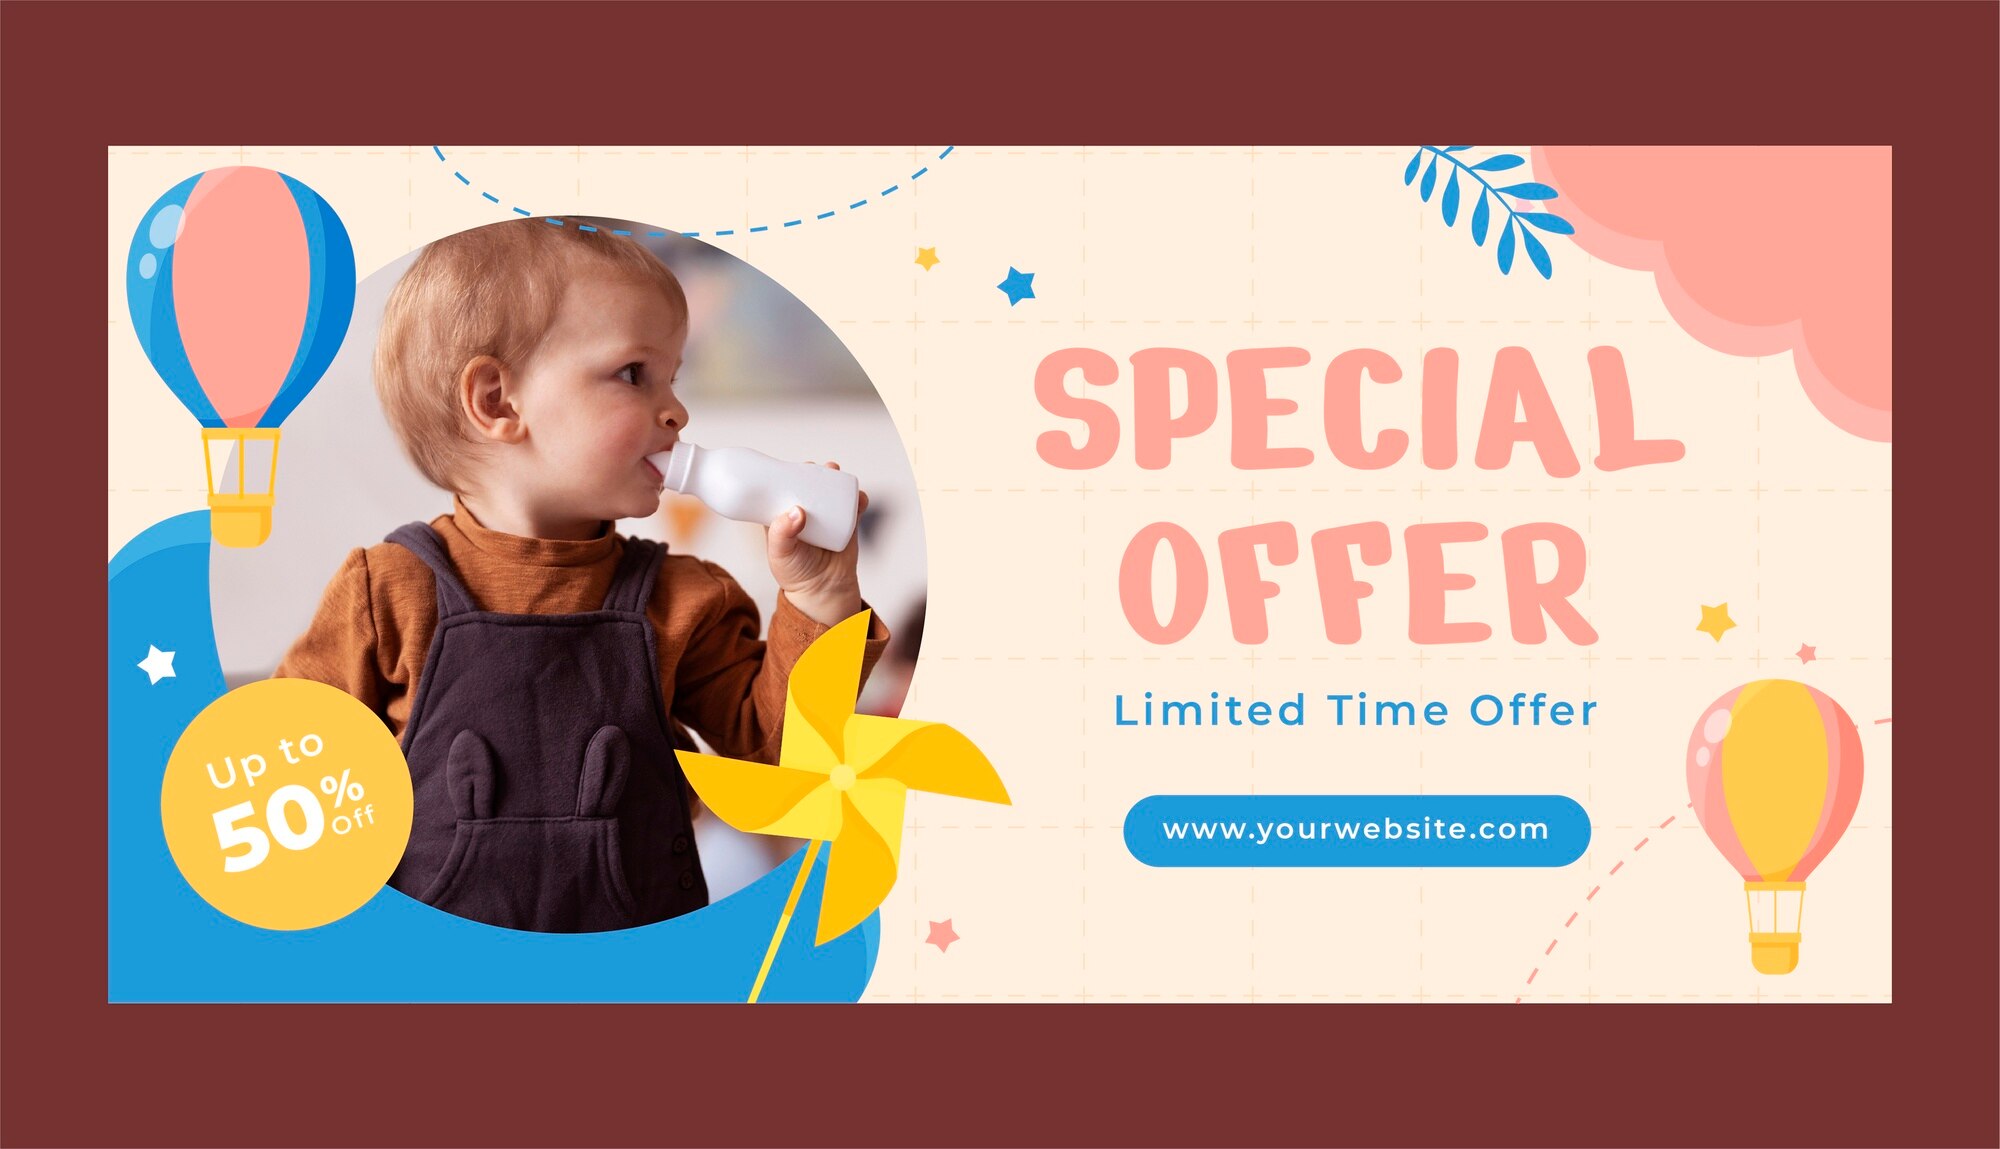 SPECIAL
OFFER
Limited Time Offer
www.yourwebsite.com
Up to
50%
Off